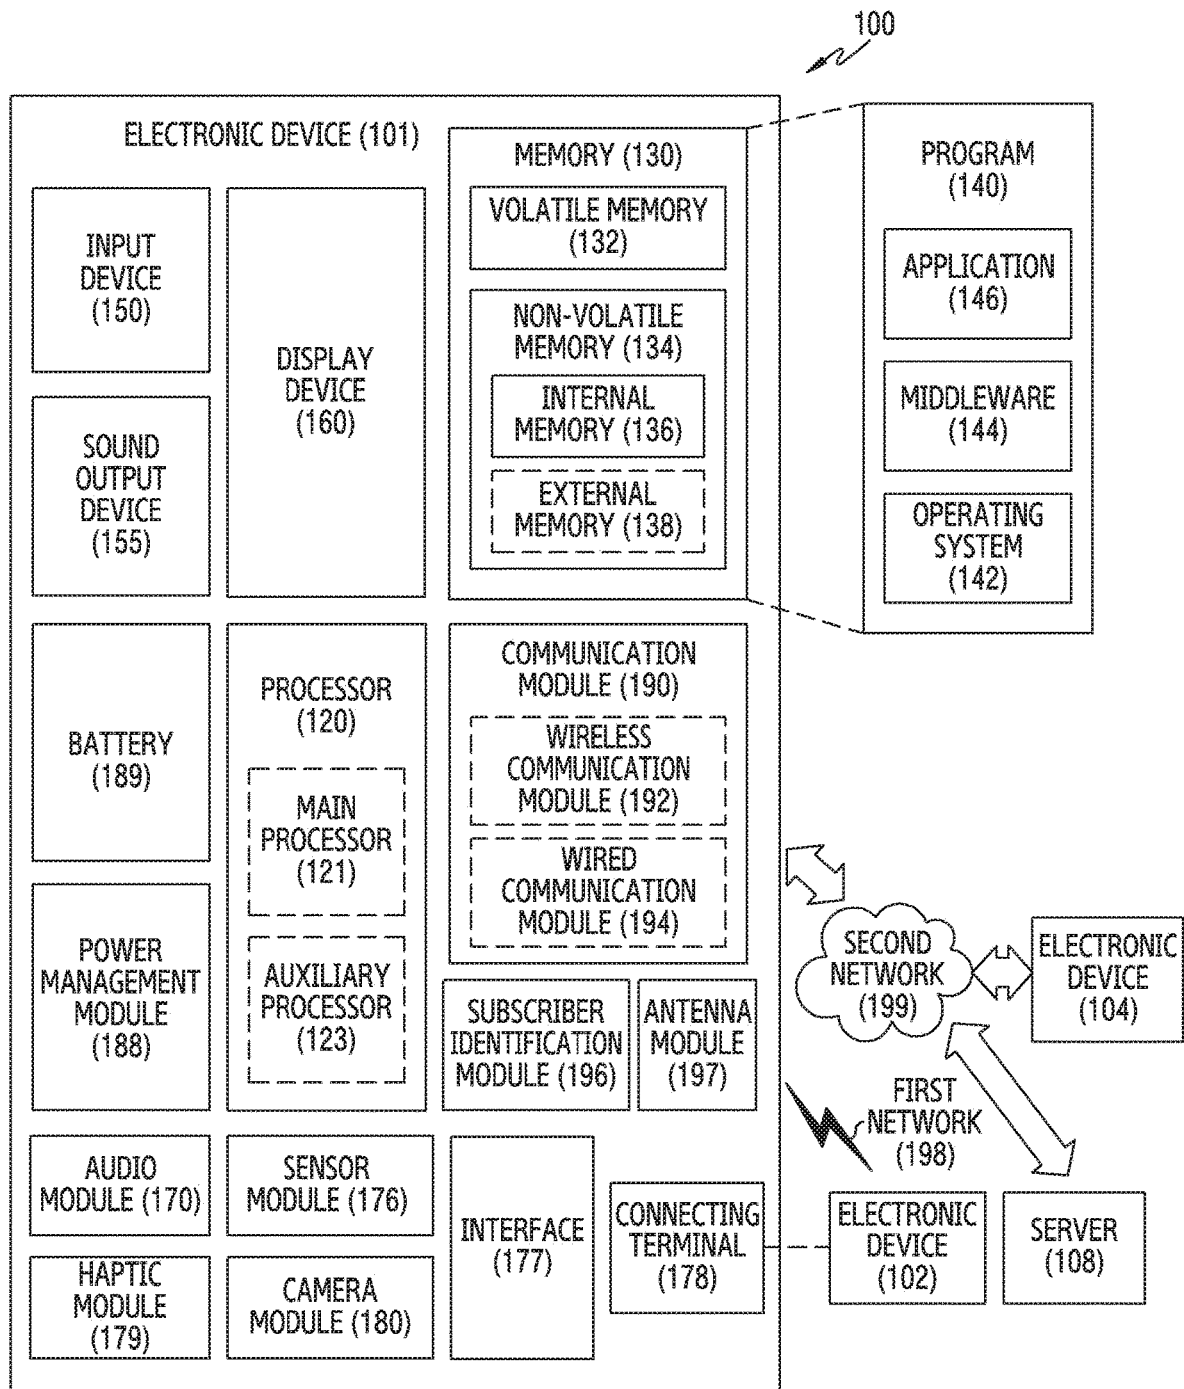 100
ELECTRONIC DEVICE (101)
INPUT
DEVICE
(150)
SOUND
OUTPUT
DEVICE
(155)
DISPLAY
DEVICE
(160)
MEMORY (130)
VOLATILE MEMORY
(132)
NON-VOLATILE
MEMORY (134)
INTERNAL
MEMORY (136)
EXTERNAL
MEMORY (138)
PROGRAM
(140)
APPLICATION
(146)
MIDDLEWARE
(144)
OPERATING
SYSTEM
(142)
BATTERY
(189)
POWER
MANAGEMENT
MODULE
(188)
PROCESSOR
(120)
MAIN
PROCESSOR
(121)
AUXILIARY
PROCESSOR
(123)
COMMUNICATION
MODULE (190)
WIRELESS
COMMUNICATION
MODULE (192)
WIRED
COMMUNICATION
MODULE (194)
SUBSCRIBER
IDENTIFICATION
MODULE (196)
ANTENNA
MODULE
(197)
SECOND
NETWORK
(199)
ELECTRONIC
DEVICE
(104)
FIRST
NETWORK
(198)
AUDIO
MODULE (170)
SENSOR
MODULE (176)
HAPTIC
MODULE
(179)
CAMERA
MODULE (180)
INTERFACE
(177)
CONNECTING
TERMINAL
(178)
ELECTRONIC
DEVICE
(102)
SERVER
(108)